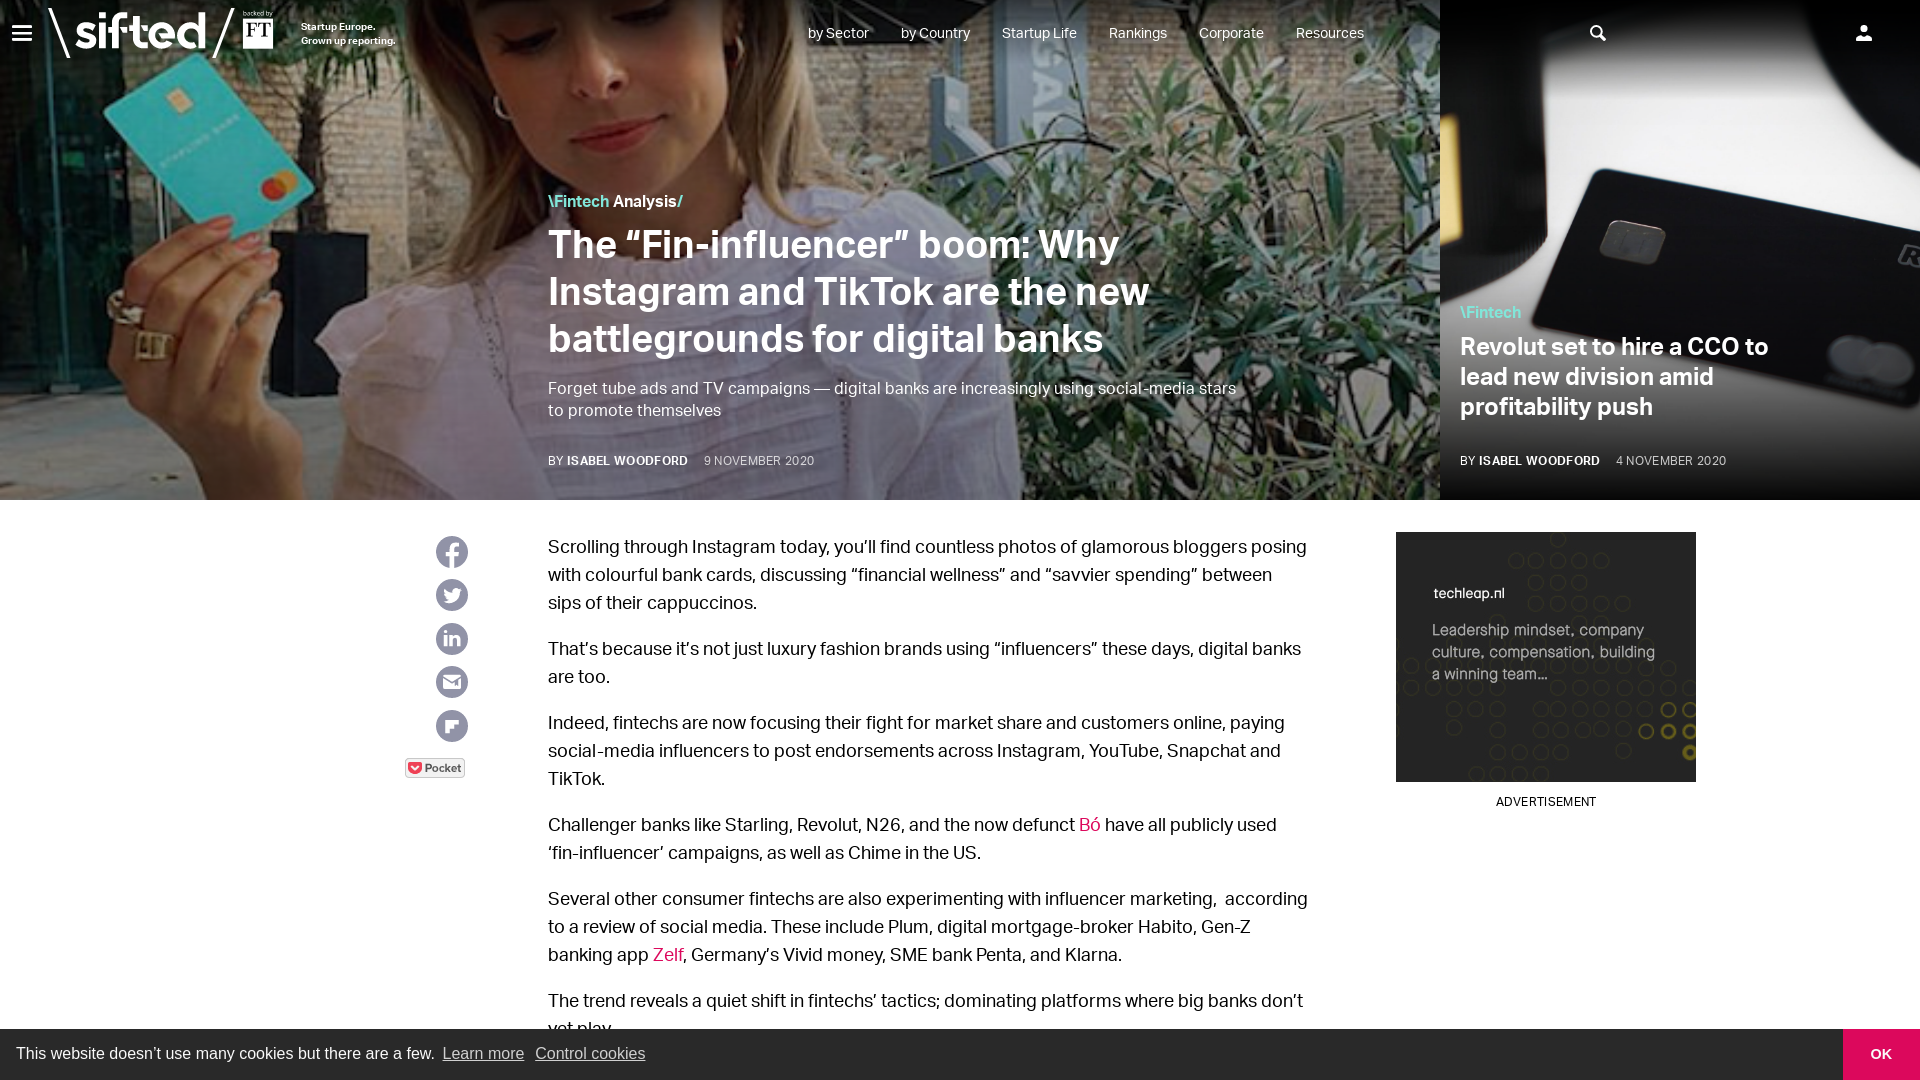 \sifted/
backed by
FT
Startup Europe.
Grown up reporting.
by Sector
by Country
Startup Life
Rankings
Corporate
Resources
STARLING BANK
\Fintech Analysis/
The “Fin-influencer” boom: Why
Instagram and TikTok are the new
battlegrounds for digital banks
Forget tube ads and TV campaigns — digital banks are increasingly using social-media stars
to promote themselves
BY ISABEL WOODFORD 9 NOVEMBER 2020
\Fintech
Revolut set to hire a CCO to
lead new division amid
profitability push
BY ISABEL WOODFORD 4 NOVEMBER 2020
Scrolling through Instagram today, you’ll find countless photos of glamorous bloggers posing
with colourful bank cards, discussing “financial wellness” and “savvier spending” between
sips of their cappuccinos.
That’s because it’s not just luxury fashion brands using “influencers” these days, digital banks
are too.
Indeed, fintechs are now focusing their fight for market share and customers online, paying
social-media influencers to post endorsements across Instagram, YouTube, Snapchat and
TikTok.
Challenger banks like Starling, Revolut, N26, and the now defunct Bó have all publicly used
‘fin-influencer’ campaigns, as well as Chime in the US.
Several other consumer fintechs are also experimenting with influencer marketing,  according
to a review of social media. These include Plum, digital mortgage-broker Habito, Gen-Z
banking app Zelf, Germany’s Vivid money, SME bank Penta, and Klarna.
The trend reveals a quiet shift in fintechs’ tactics; dominating platforms where big banks don’t
yet play.
Pocket
techleap.nl
Leadership mindset, company
culture, compensation, building
a winning team...
ADVERTISEMENT
This website doesn’t use many cookies but there are a few. Learn more Control cookies
OK